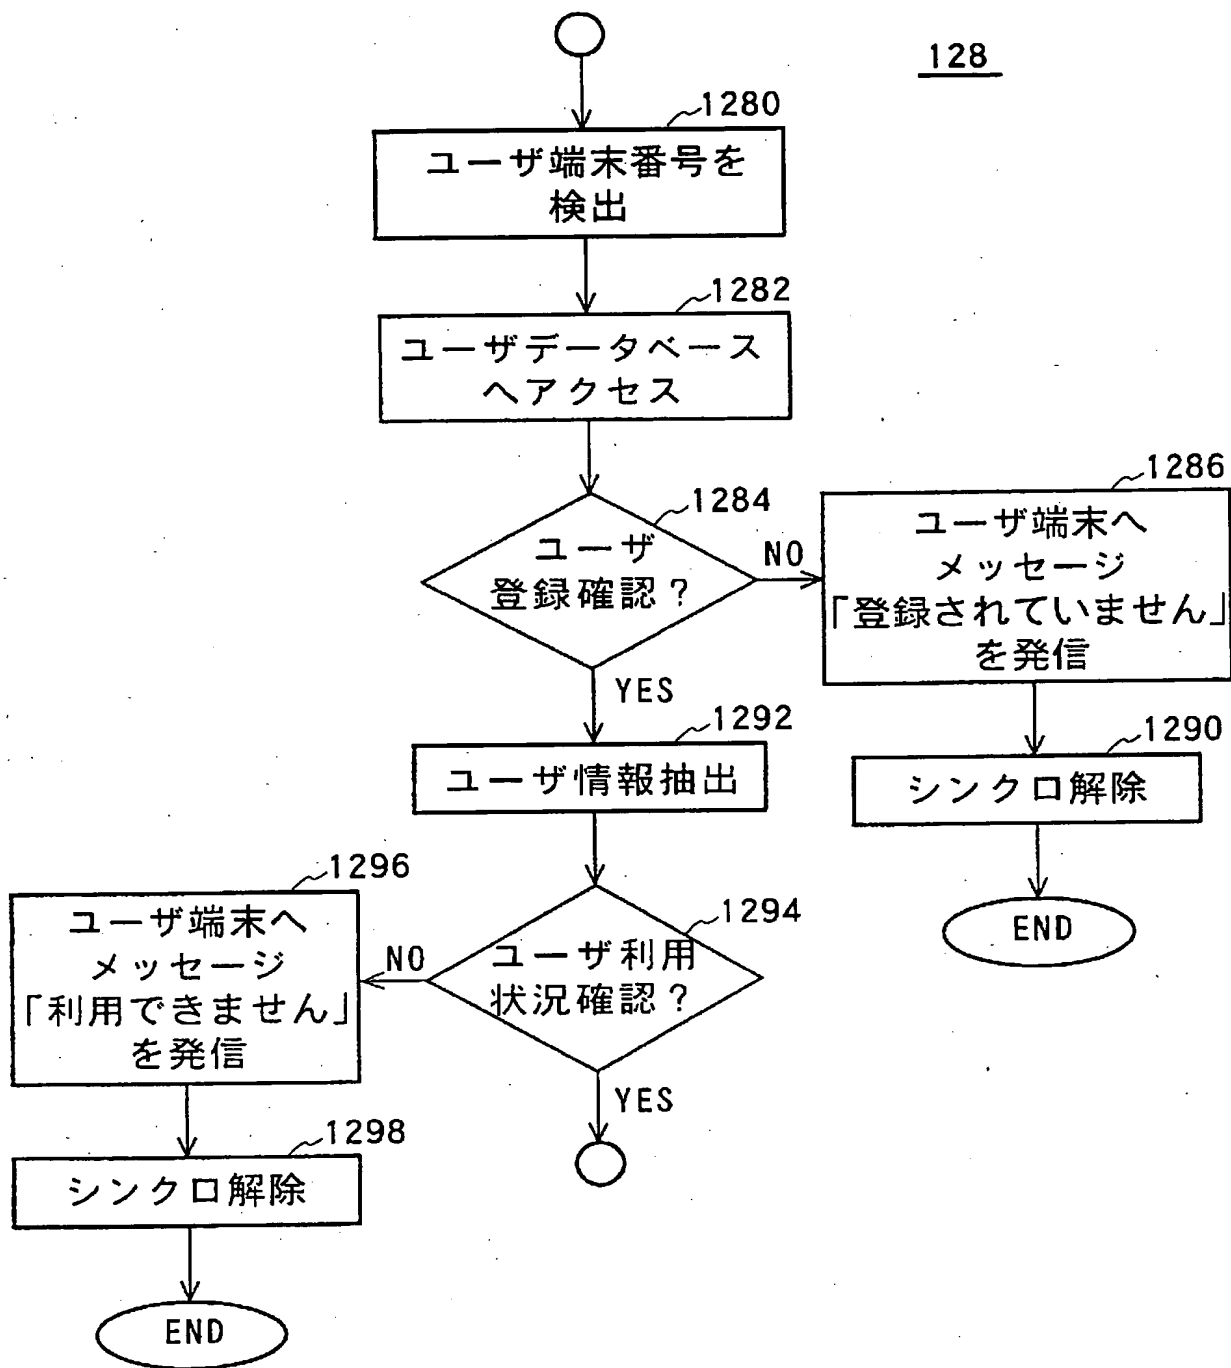 128
1280
ユーザ端末番号を
検出
1282
ユーザデータベース
へアクセス
1284
ユーザ
登録確認?
NO
1286
ユーザ端末へ
メッセージ
「登録されていません」
を発信
YES
1290
シンクロ解除
END
1292
ユーザ情報抽出
1294
ユーザ利用
状況確認?
NO
1296
ユーザ端末へ
メッセージ
「利用できません」
を発信
YES
1298
シンクロ解除
END